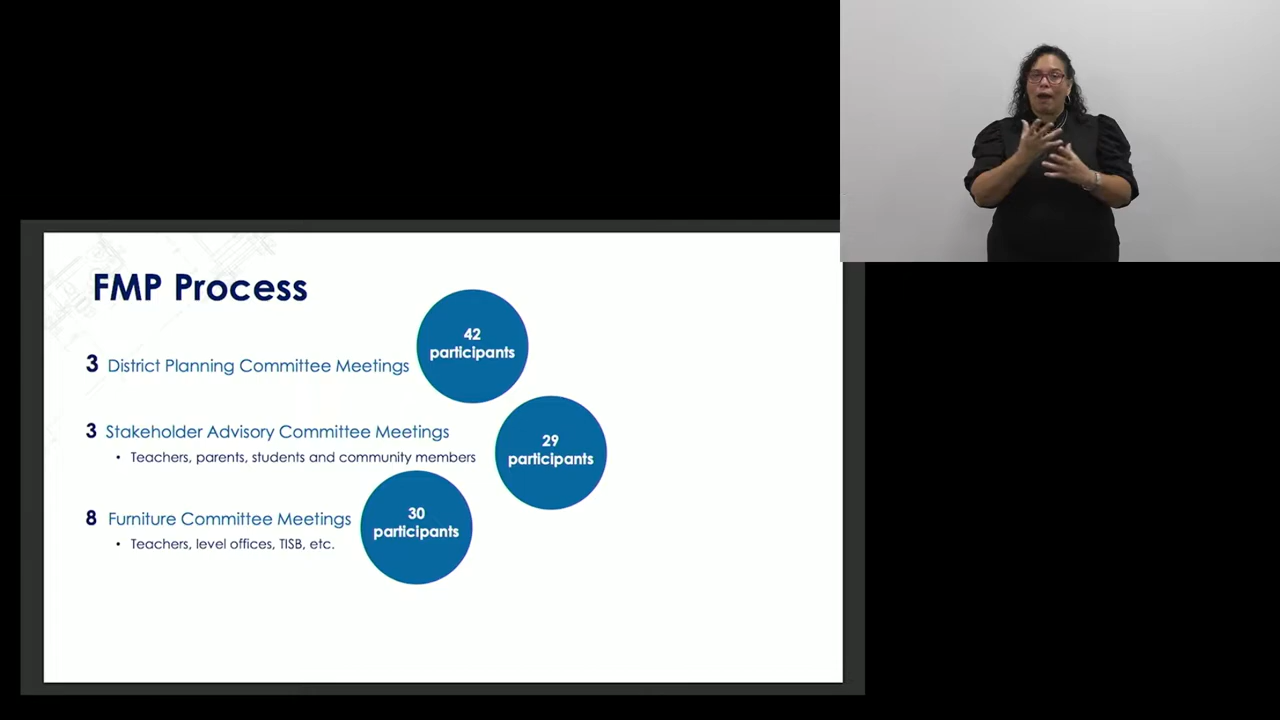 FMP Process
42
participants
3 District Planning Committee Meetings
3 Stakeholder Advisory Committee Meetings
29
participants
• Teachers, parents, students and community members
30
participants
8 Furniture Committee Meetings
• Teachers, level offices, TISB, etc.